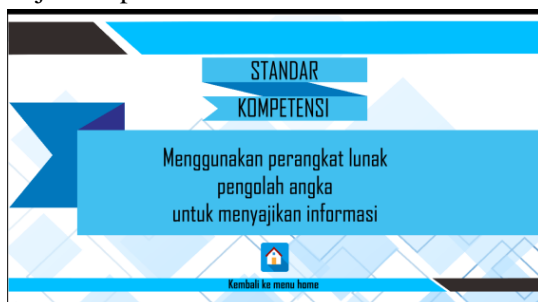 STANDAR
KOMPETENSI
Menggunakan perangkat lunak
pengolah angka
untuk menyajikan informasi
Kembali ke menu home